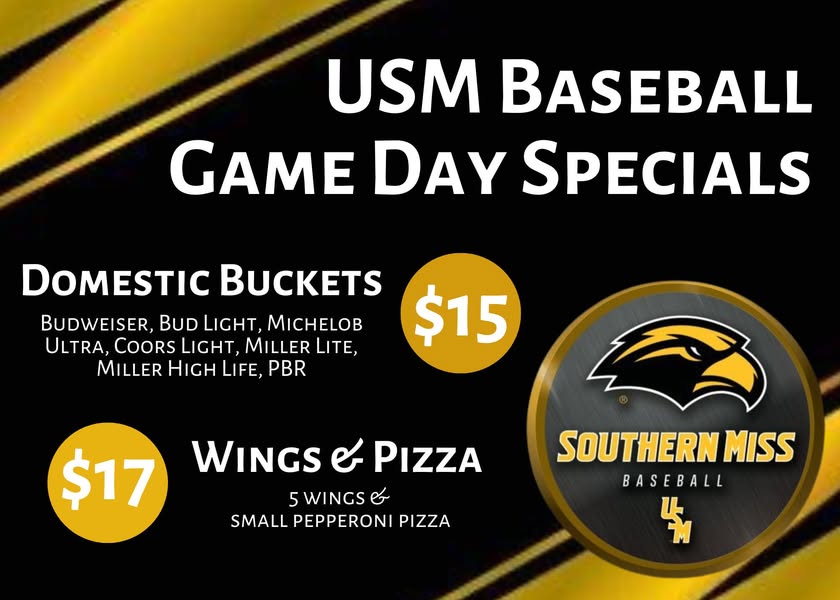 USM Baseball
Game Day Specials
Domestic Buckets
$15
Budweiser, Bud Light, Michelob
Ultra, Coors Light, Miller Lite,
Miller High Life, PBR
$17
Wings & Pizza
5 wings &
small pepperoni pizza
®
Southern Miss
BASEBALL
USM